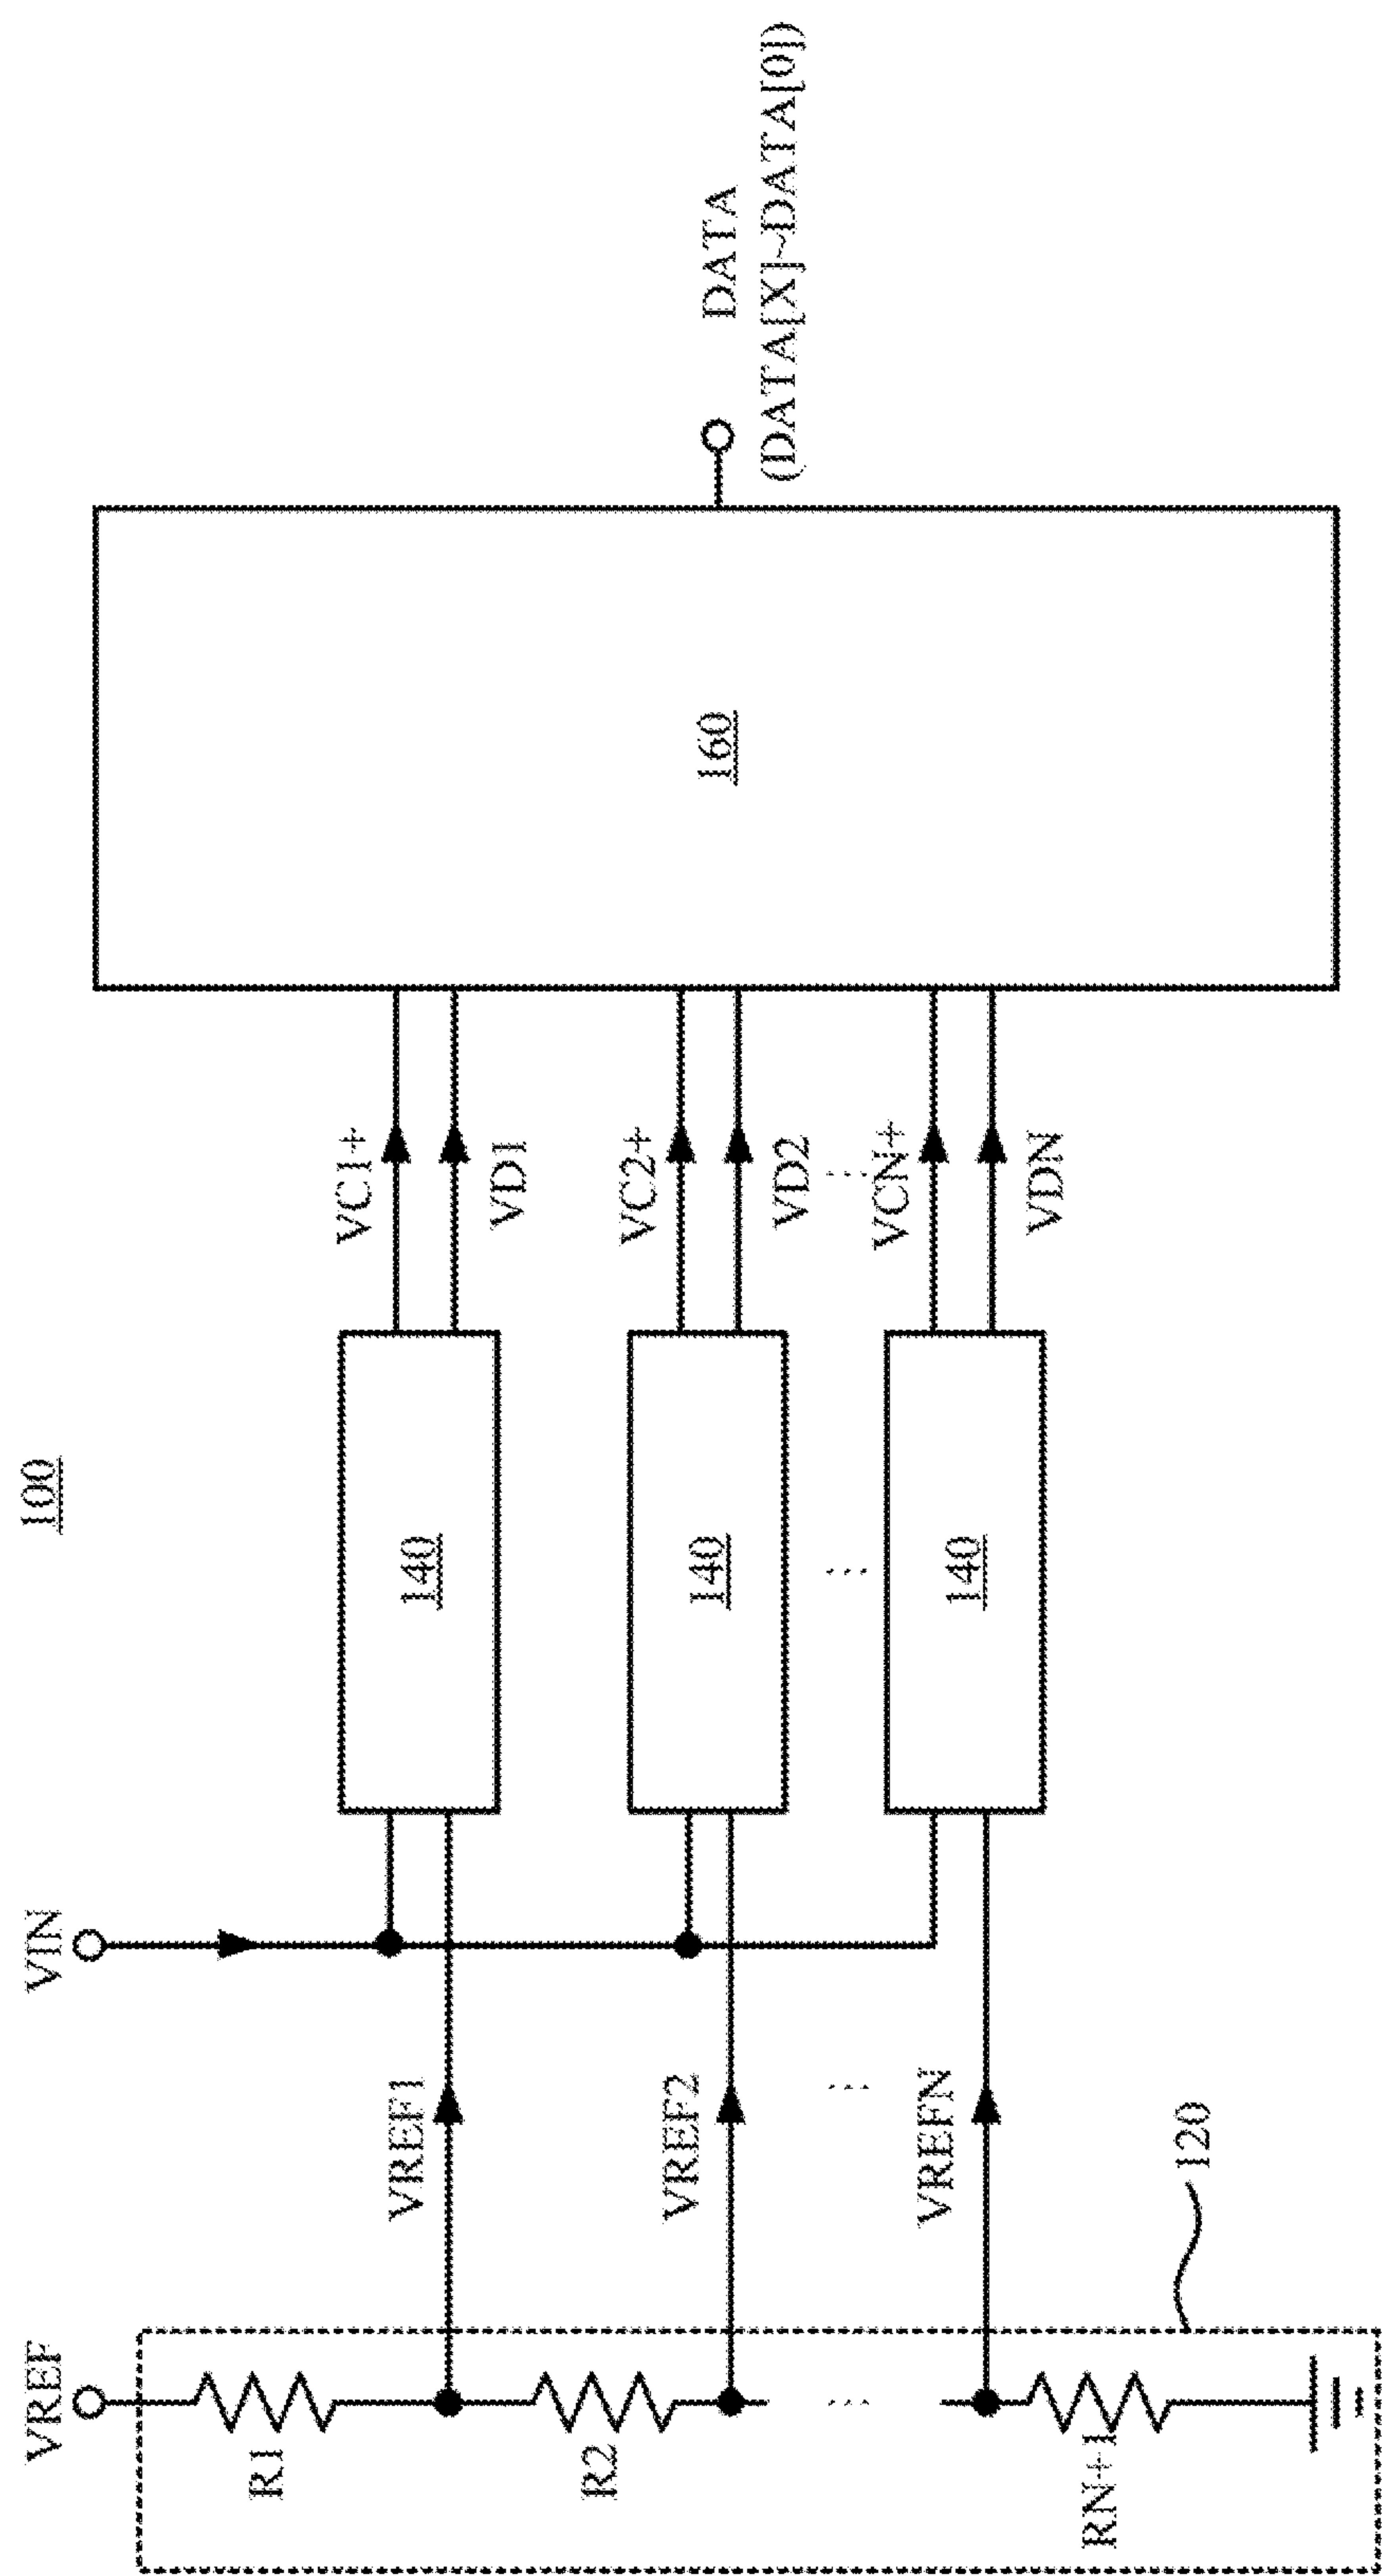 100
VREF
VIN
R1
VREF1
140
VC1+
VD1
R2
VREF2
140
VC2+
VD2
160
DATA
(DATA[X]~DATA[0])
VREFN
140
VCN+
VDN
RN+1
120